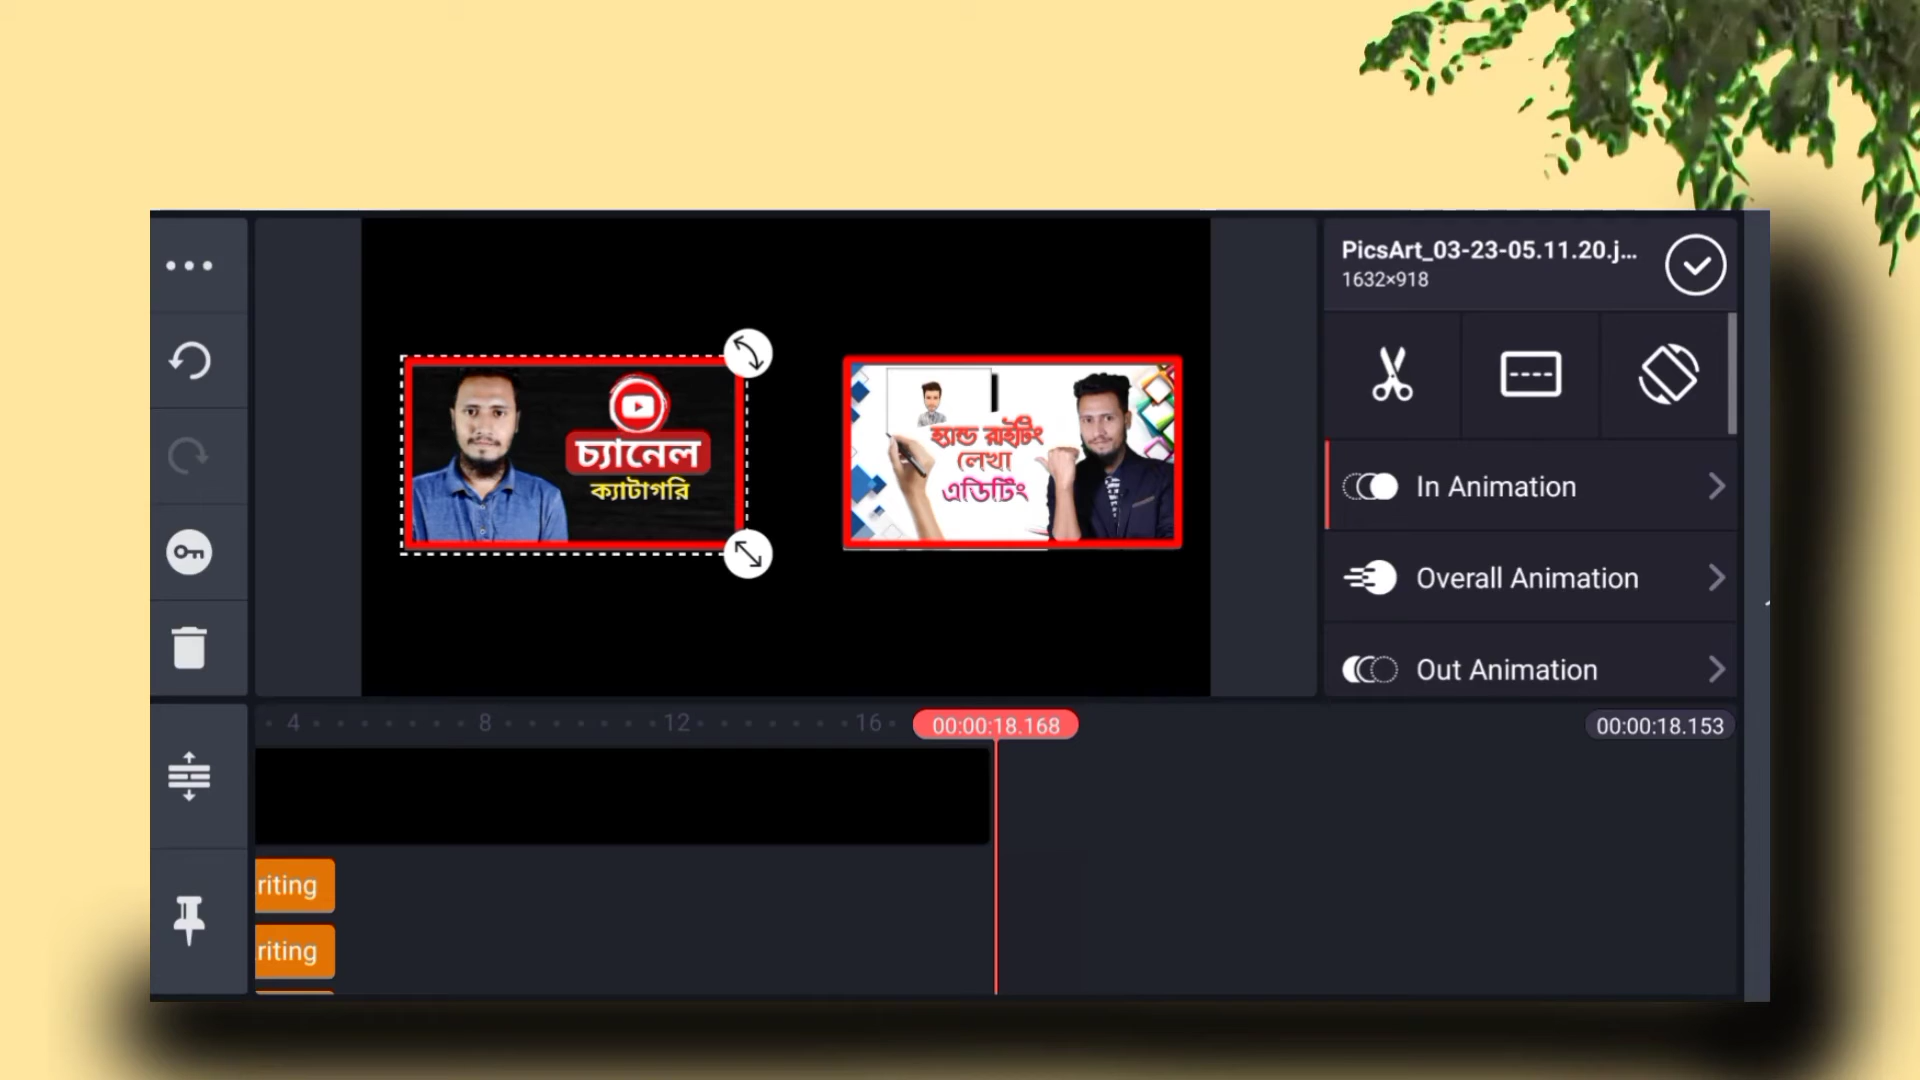 PicsArt_03-23-05.11.20.j...
1632×918
চ্যানেল
ক্যাটাগরি
হ্যান্ড রাইটিং
লেখা
এডিটিং
In Animation
Overall Animation
Out Animation
4
8
12
16
00:00:18.168
00:00:18.153
riting
riting